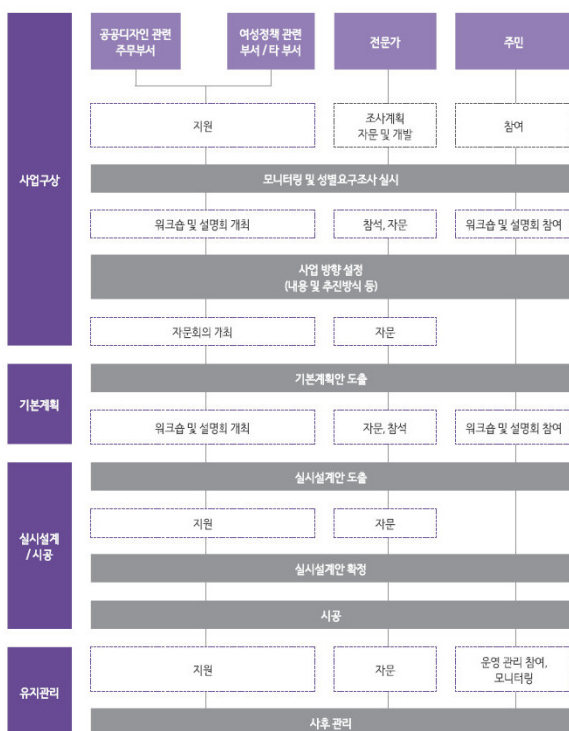 공공디자인 관련
주무부서
여성정책 관련
부서 / 타 부서
전문가
주민
사업구상
지원
조사계획
자문 및 개발
참여
모니터링 및 성별요구조사 실시
워크숍 및 설명회 개최
참석, 자문
워크숍 및 설명회 참여
사업 방향 설정
(내용 및 추진방식 등)
자문회의 가최
자문
기본계획
기본계획안 도출
워크숍 및 설명회 개최
자문, 참석
워크숍 및 설명회 참여
실시설계
/ 시공
실시설계안 도출
지원
자문
실시설계안 확정
시공
유지관리
지원
자문
운영 관리 참여,
모니터링
사후 관리